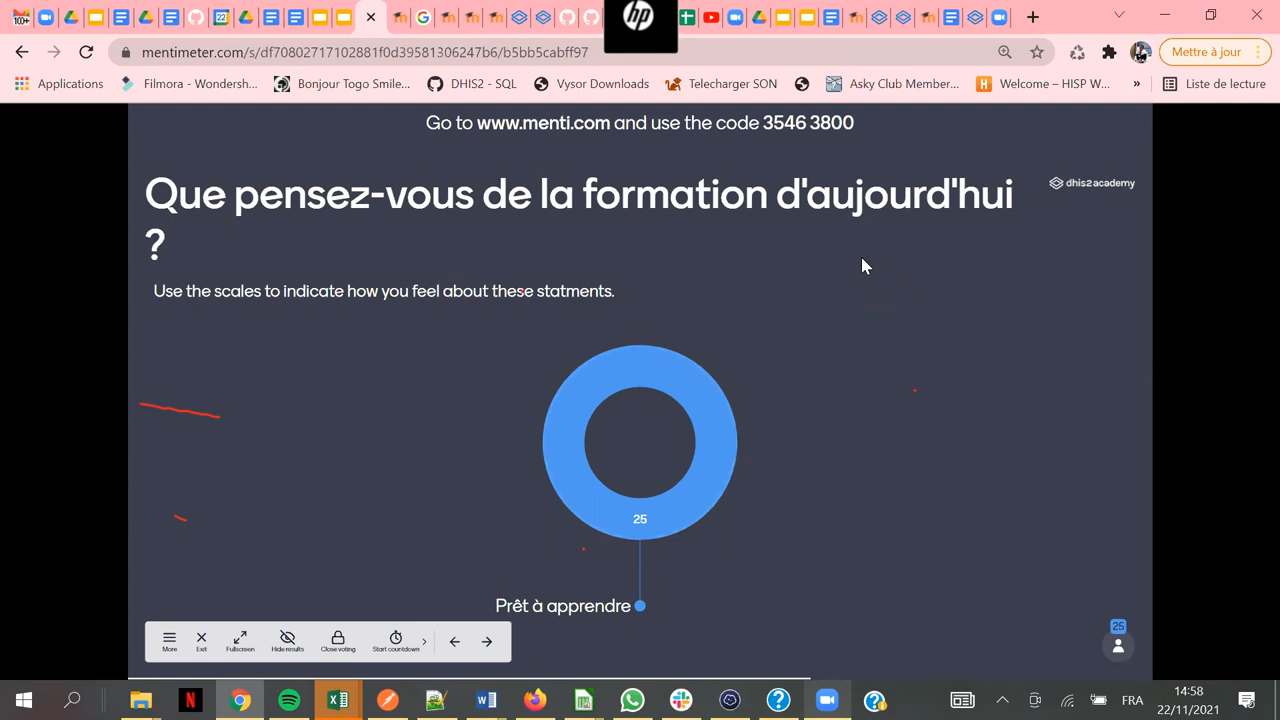 100+
22
hp
mentimeter.com/s/df70802717102881f0d39581306247b6/b5bb5cabff97
Mettre à jour
Applications
Filmora - Wondersh...
Bonjour Togo Smile...
DHIS2 - SQL
Vysor Downloads
Telecharger SON
Asky Club Member...
Welcome – HISP W...
»
Liste de lecture
Go to www.menti.com and use the code 3546 3800
Que pensez-vous de la formation d'aujourd'hui
?
dhis2academy
Use the scales to indicate how you feel about these statments.
25
Prêt à apprendre
More
Exit
Fullscreen
Hide results
Close voting
Start countdown
25
FRA
14:58
22/11/2021